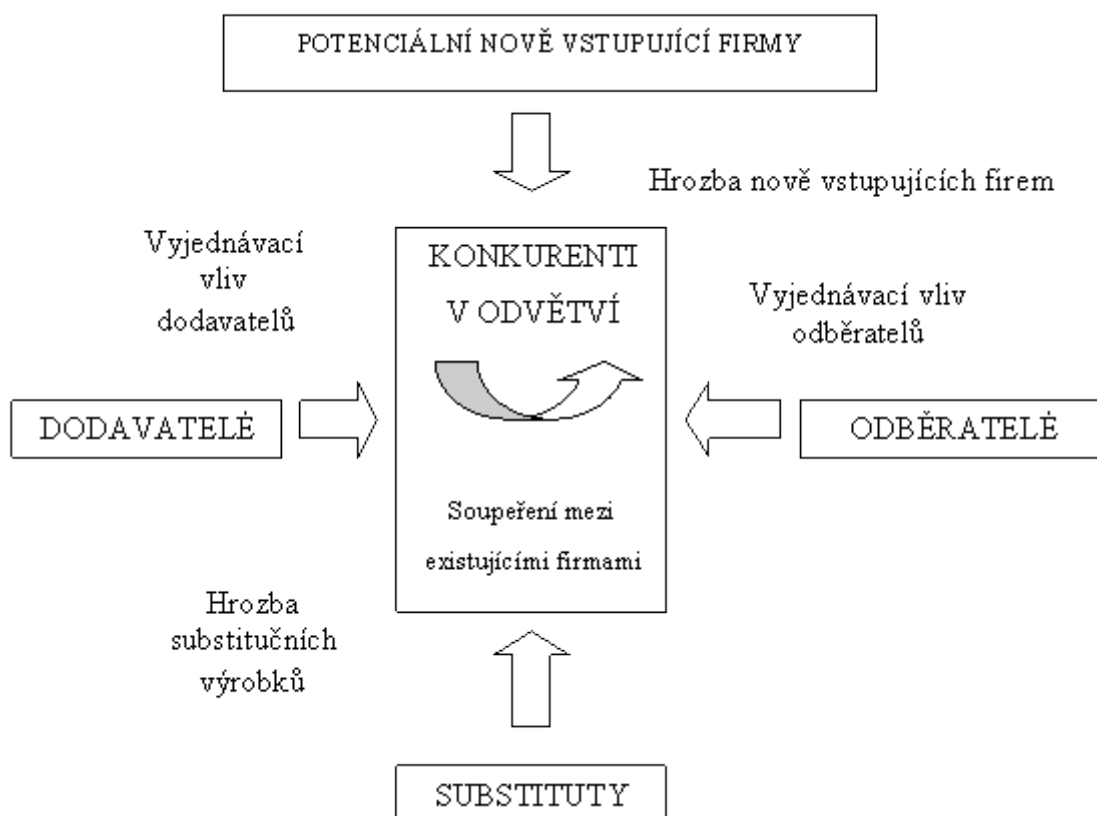 POTENCIÁLNÍ NOVĚ VSTUPUJÍCÍ FIRMY
Hrozba nově vstupujících firem
Vyjednávací
vliv
dodavatelů
KONKURENTI
V ODVĚTVÍ
Vyjednávací vliv
odběratelů
DODAVATELÉ
ODBĚRATELÉ
Soupeření mezi
existujícími firmami
Hrozba
substitučních
výrobků
SUBSTITUTY